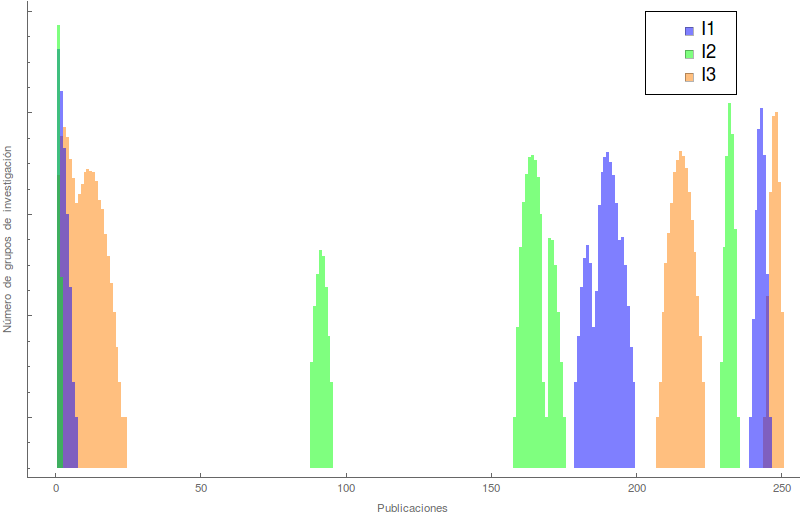 I1
I2
I3
Número de grupos de investigación
0 50 100 150 200 250
Publicaciones